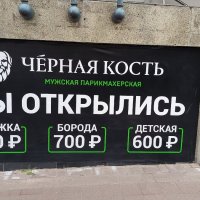 ЧЁРНАЯ КОСТЬ
МУЖСКАЯ ПАРИКМАХЕРСКАЯ
ОТКРЫЛИСЬ
БОРОДА ДЕТСКАЯ
700 ₽ 600 ₽